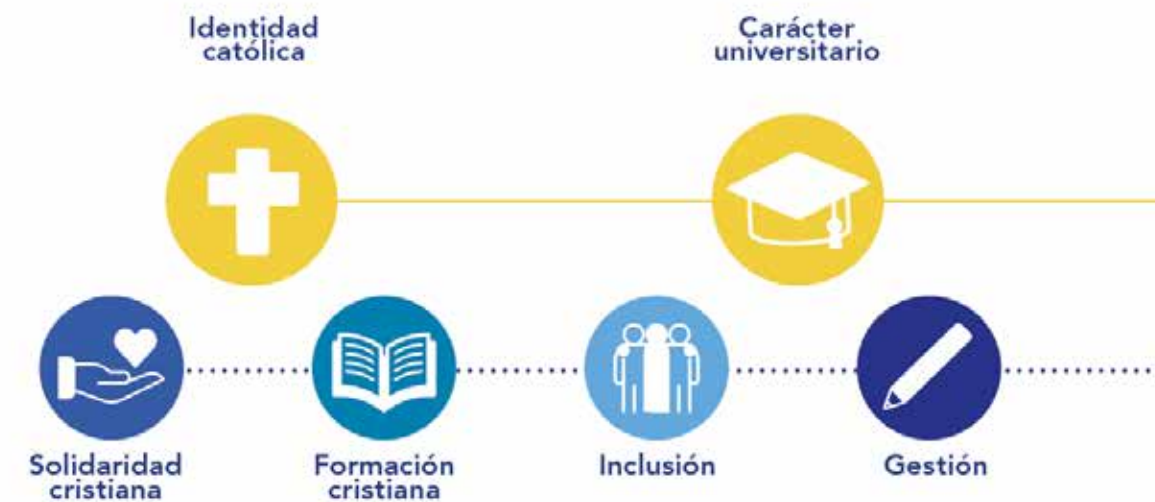 Identidad
católica
Carácter
universitario
Solidaridad
cristiana
Formación
cristiana
Inclusión
Gestión